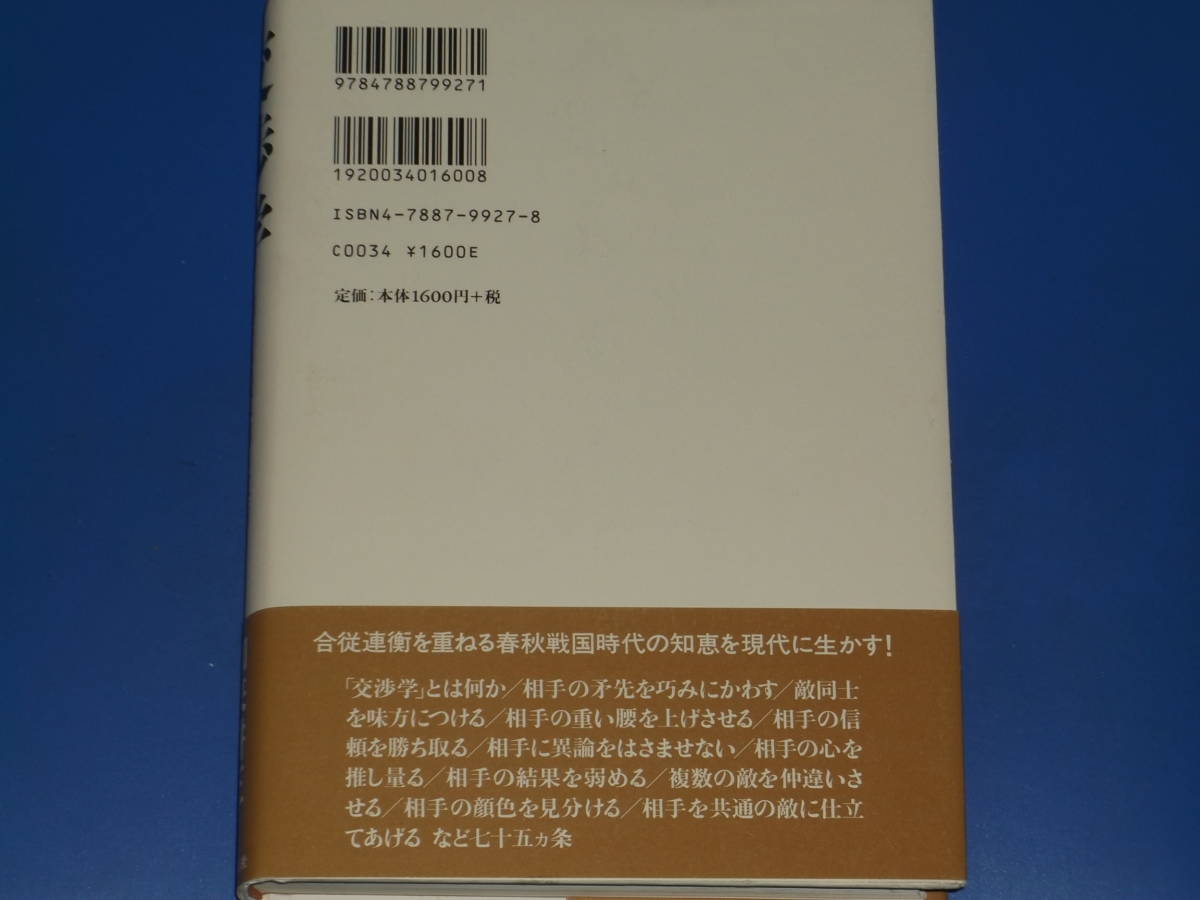 9784788799271
1920034016008
ISBN4-7887-9927-8
C0034 ¥1600E
定価:本体1600円+税
合従連衡を重ねる春秋戦国時代の知恵を現代に生かす!
「交渉学」とは何か/相手の矛先を巧みにかわす/敵同士
を味方につける/相手の重い腰を上げさせる/相手の信
頼を勝ち取る/相手に異論をはさませない/相手の心を
推し量る/相手の結果を弱める/複数の敵を仲違いさ
せる/相手の顔色を見分ける/相手を共通の敵に仕立
てあげる など七十五ヵ条